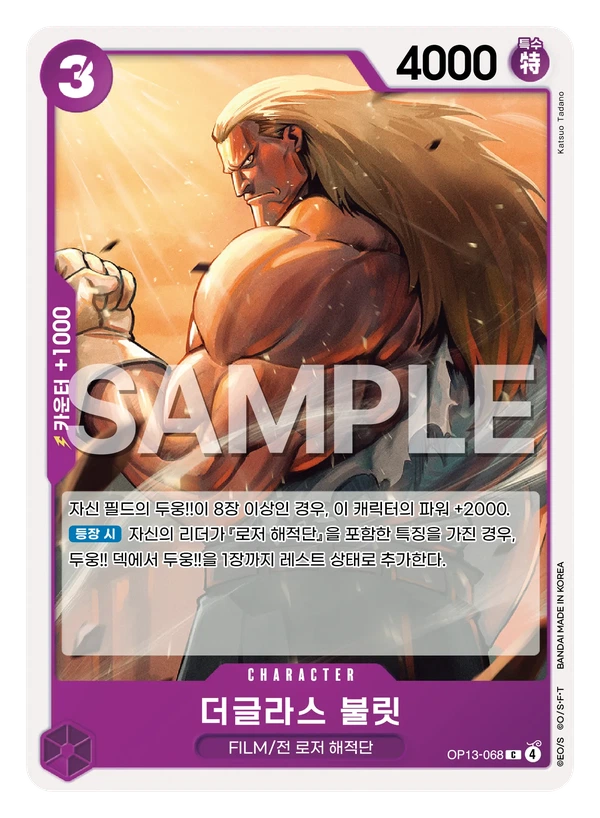 3
4000
특수
特
Katsuo Tadano
카운터 +1000
SAMPLE
자신 필드의 두웅!!이 8장 이상인 경우, 이 캐릭터의 파워 +2000.
등장 시 자신의 리더가 『로저 해적단』을 포함한 특징을 가진 경우,
두웅!! 덱에서 두웅!!을 1장까지 레스트 상태로 추가한다.
CHARACTER
더글라스 불릿
FILM/전 로저 해적단
OP13-068 C 4
©EO/S ©O/S·F·T BANDAI MADE IN KOREA